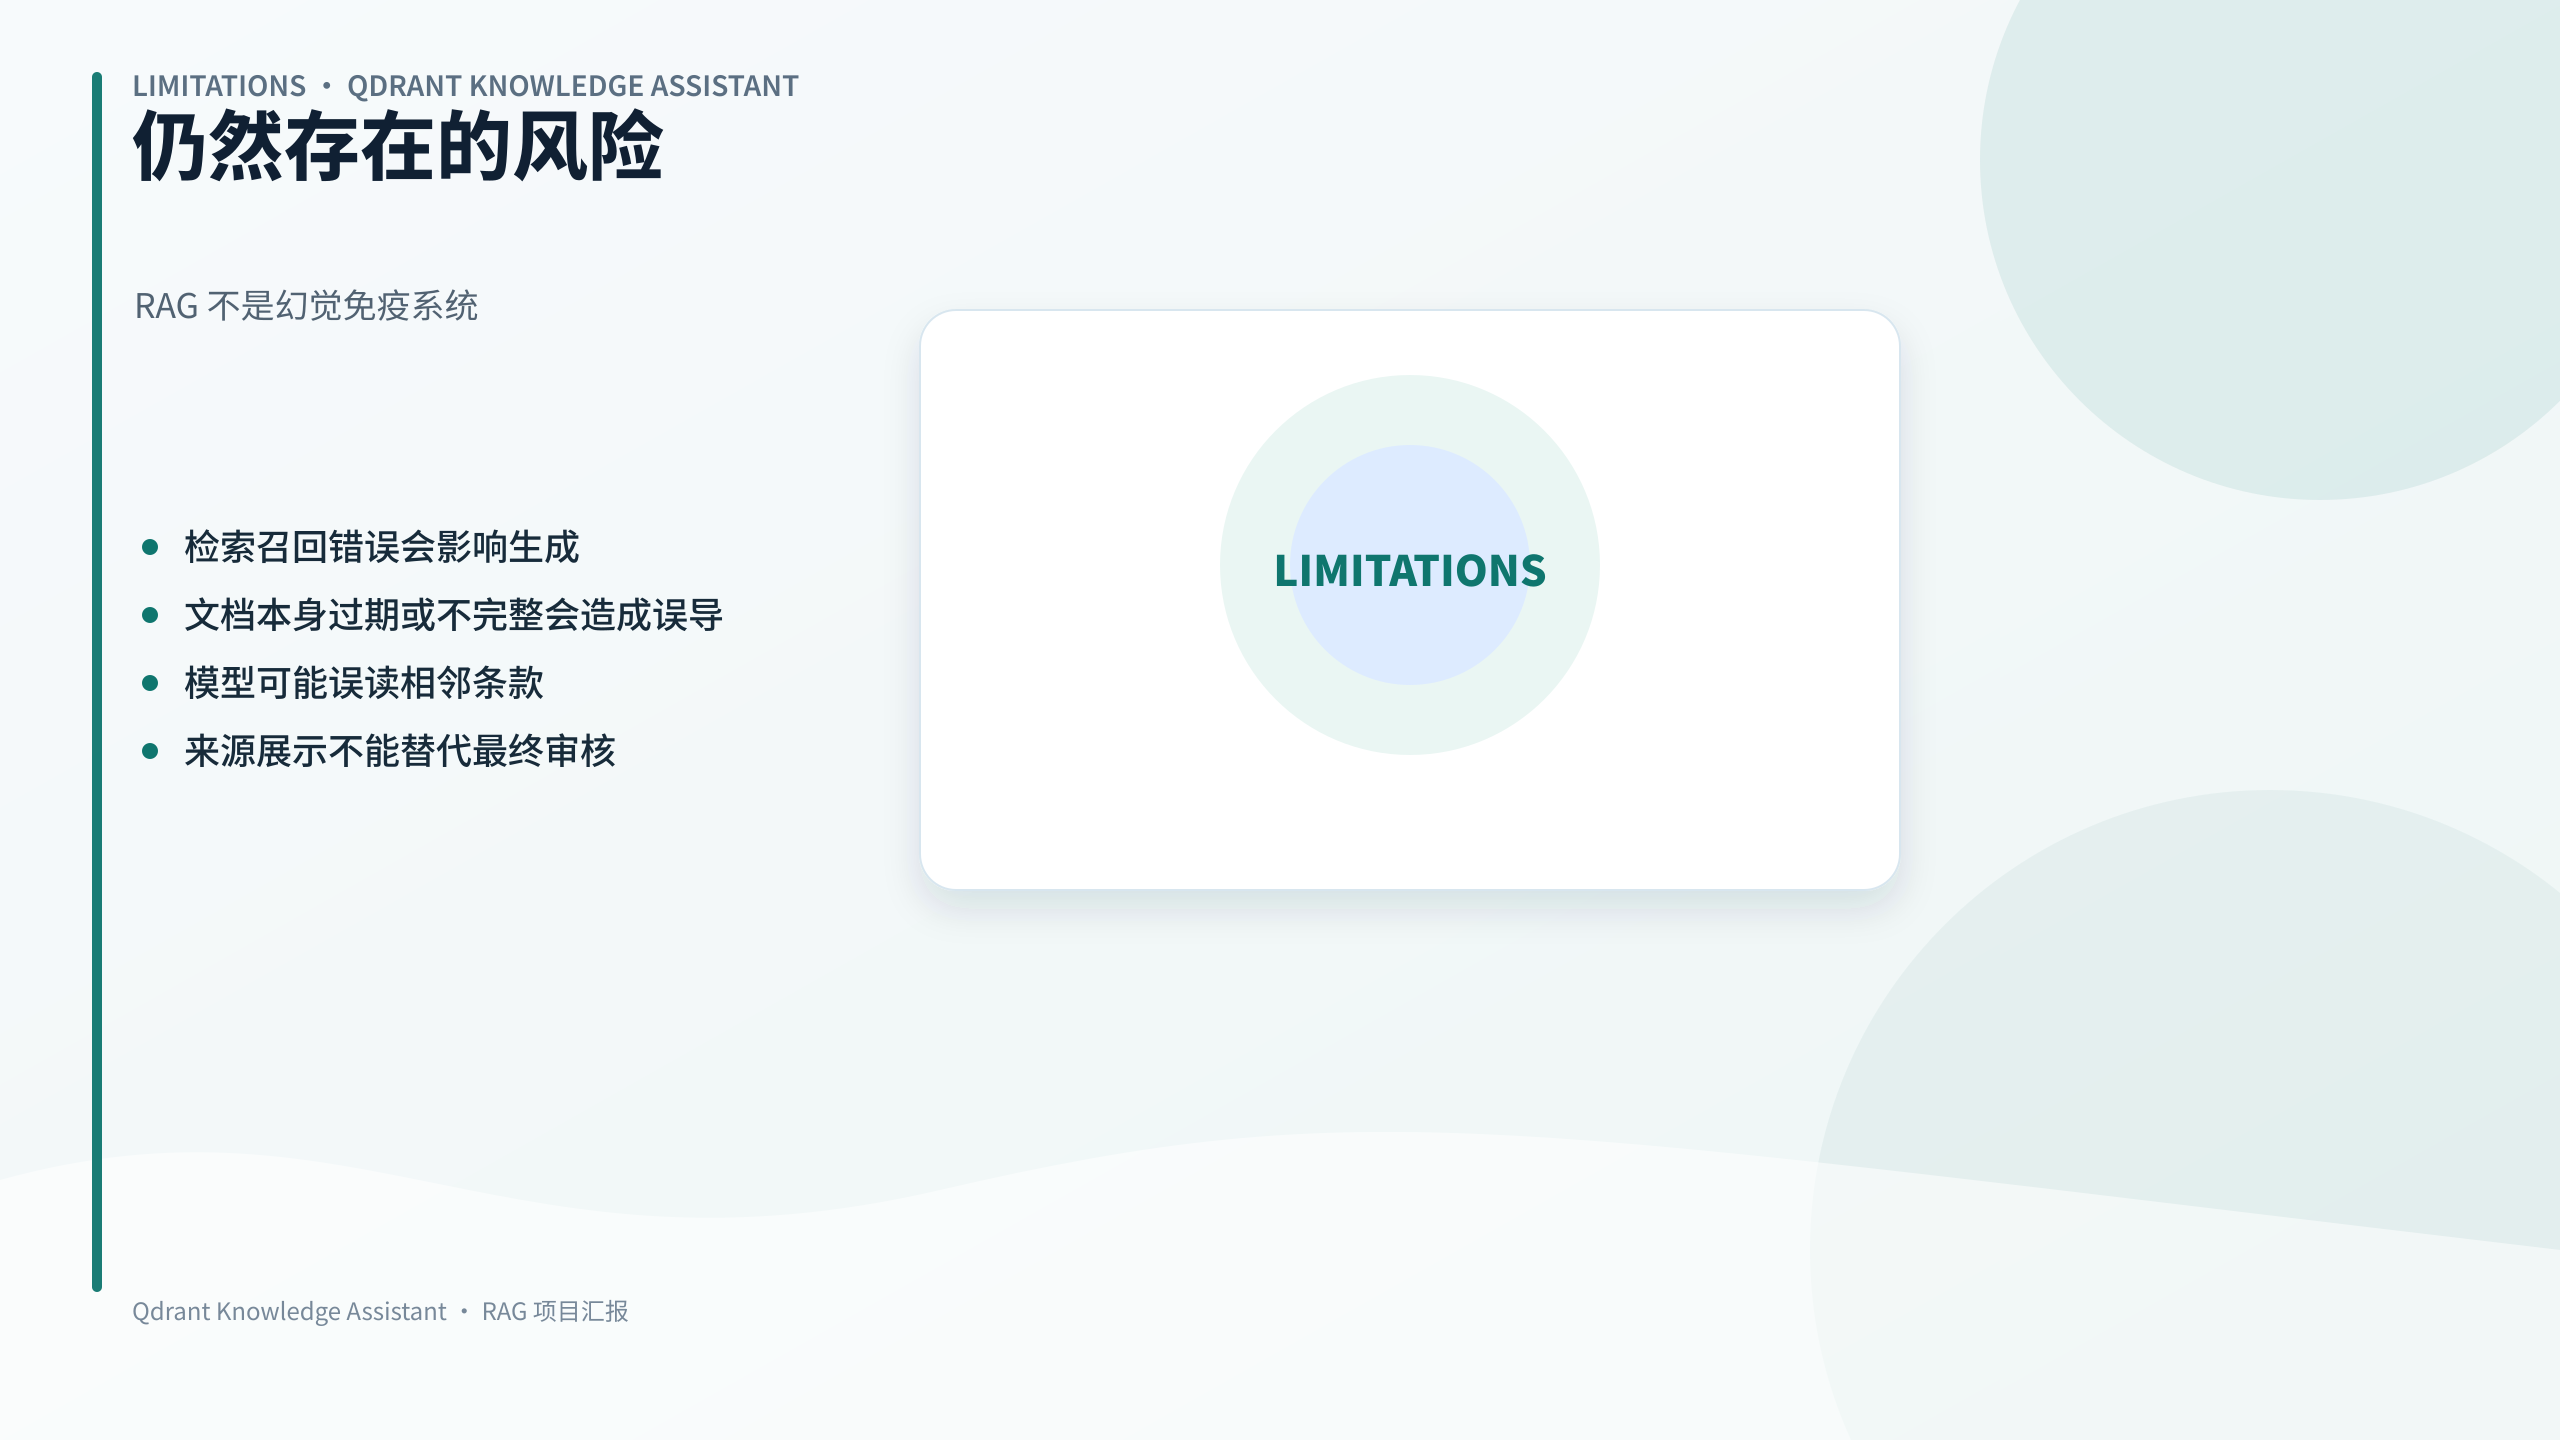 LIMITATIONS • QDRANT KNOWLEDGE ASSISTANT
仍然存在的风险
RAG 不是幻觉免疫系统
检索召回错误会影响生成
文档本身过期或不完整会造成误导
模型可能误读相邻条款
来源展示不能替代最终审核
LIMITATIONS
Qdrant Knowledge Assistant • RAG 项目汇报